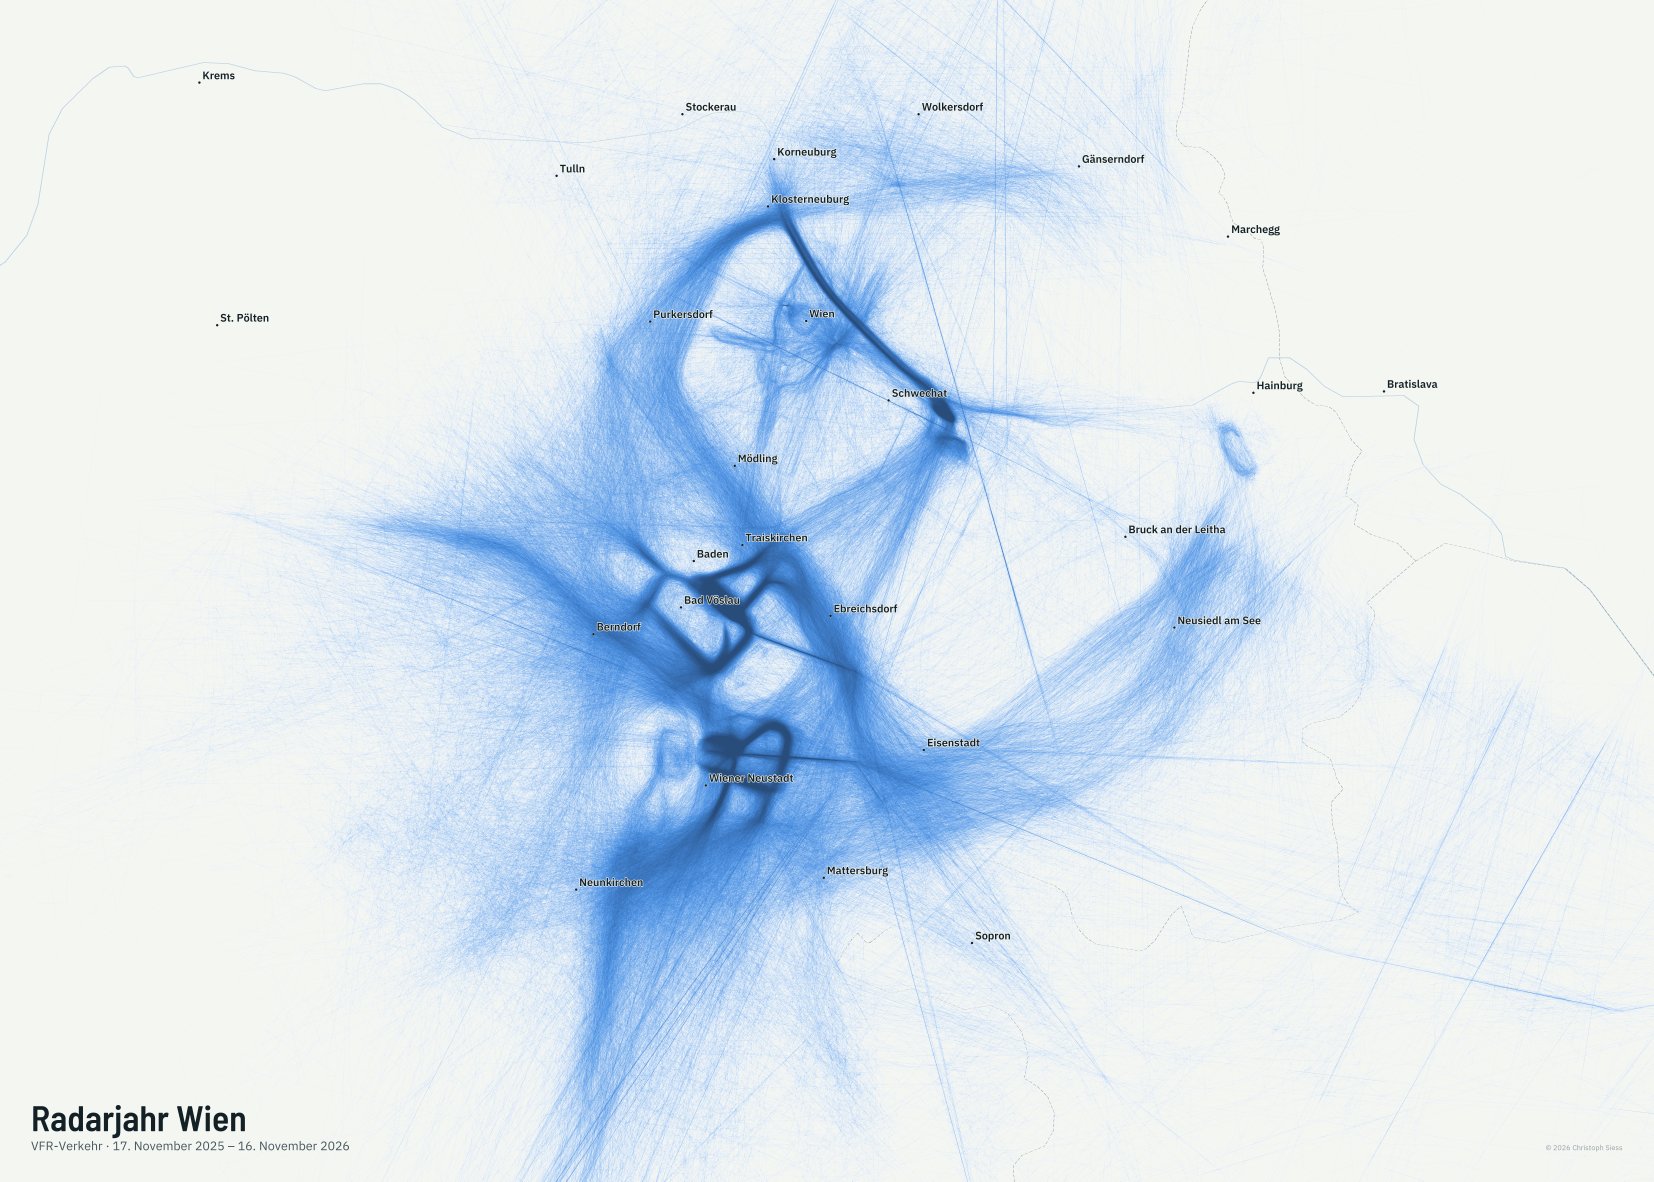 Krems
Stockerau
Wolkersdorf
Korneuburg
Gänserndorf
Tulln
Klosterneuburg
Marchegg
Purkersdorf
Wien
St. Pölten
Hainburg
Bratislava
Schwechat
Mödling
Bruck an der Leitha
Traiskirchen
Baden
Bad Vöslau
Ebreichsdorf
Neusiedl am See
Berndorf
Eisenstadt
Wiener Neustadt
Mattersburg
Neunkirchen
Sopron
Radarjahr Wien
VFR-Verkehr · 17. November 2025 – 16. November 2026
© 2026 Christoph Siess